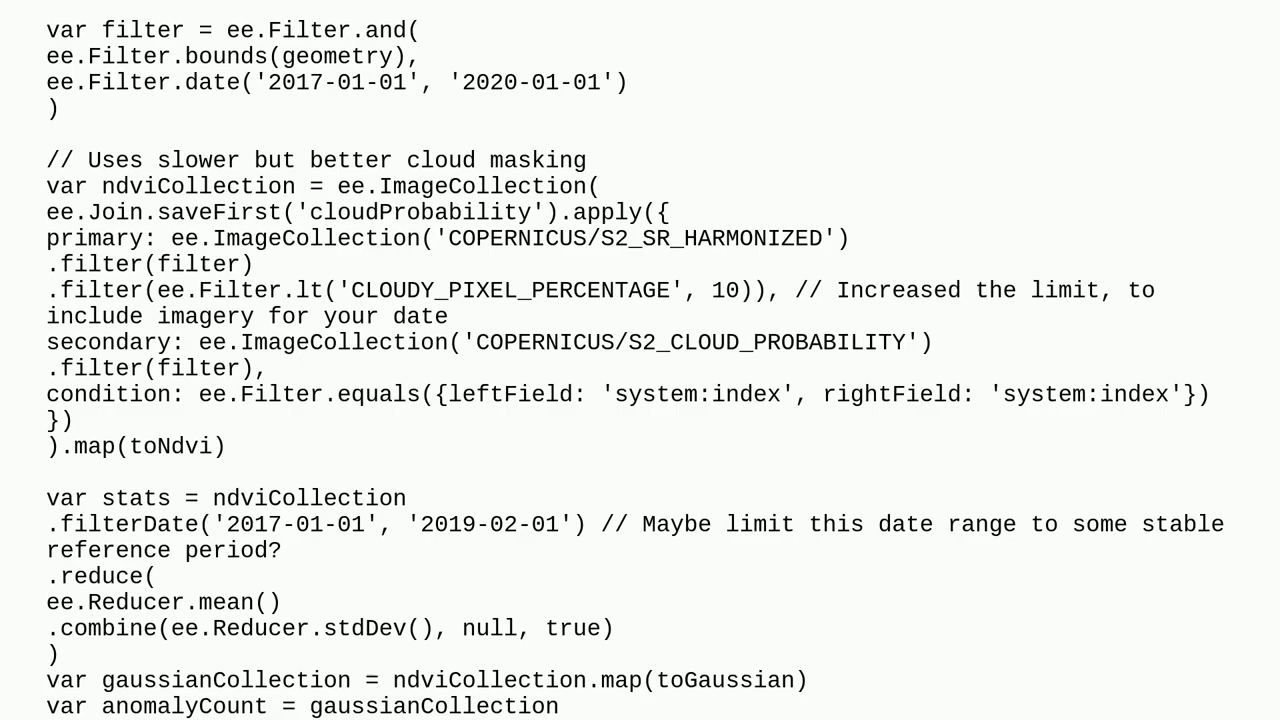 var filter = ee.Filter.and(
ee.Filter.bounds(geometry),
ee.Filter.date('2017-01-01', '2020-01-01')
)
// Uses slower but better cloud masking
var ndviCollection = ee.ImageCollection(
ee.Join.saveFirst('cloudProbability').apply({
primary: ee.ImageCollection('COPERNICUS/S2_SR_HARMONIZED')
.filter(filter)
.filter(ee.Filter.lt('CLOUDY_PIXEL_PERCENTAGE', 10)), // Increased the limit, to
include imagery for your date
secondary: ee.ImageCollection('COPERNICUS/S2_CLOUD_PROBABILITY')
.filter(filter),
condition: ee.Filter.equals({leftField: 'system:index', rightField: 'system:index'})
})
).map(toNdvi)
var stats = ndviCollection
.filterDate('2017-01-01', '2019-02-01') // Maybe limit this date range to some stable
reference period?
.reduce(
ee.Reducer.mean()
.combine(ee.Reducer.stdDev(), null, true)
)
var gaussianCollection = ndviCollection.map(toGaussian)
var anomalyCount = gaussianCollection